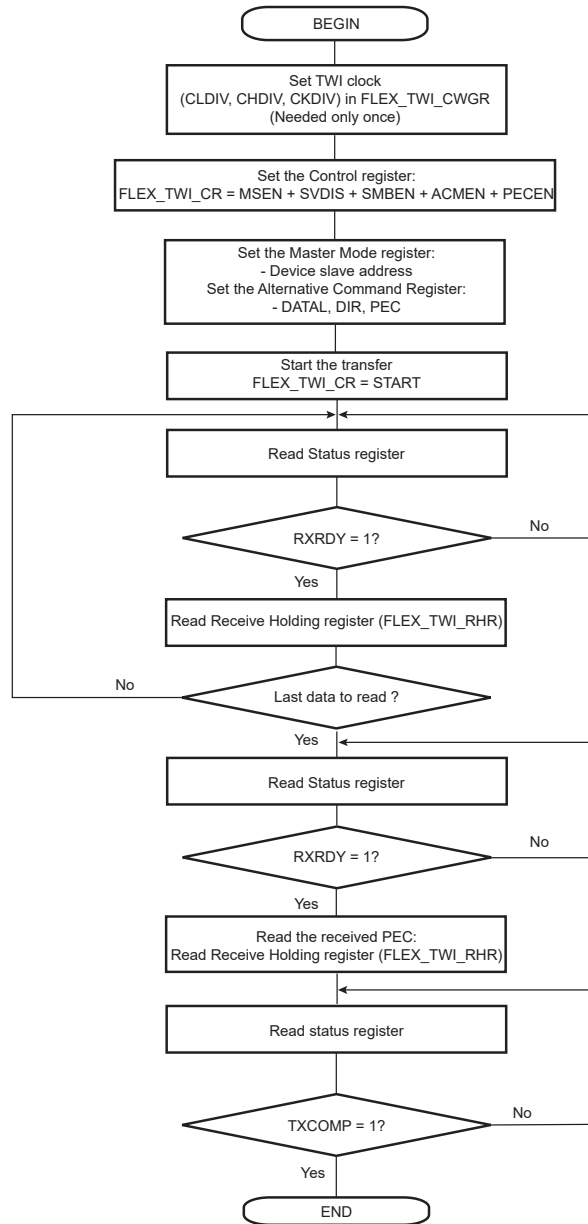 BEGIN
Set TWI clock
(CLDIV, CHDIV, CKDIV) in FLEX_TWI_CWGR
(Needed only once)
Set the Control register:
FLEX_TWI_CR = MSEN + SVDIS + SMBEN + ACMEN + PECEN
Set the Master Mode register:
- Device slave address
Set the Alternative Command Register:
- DATAL, DIR, PEC
Start the transfer
FLEX_TWI_CR = START
Read Status register
RXRDY = 1?
No
Yes
Read Receive Holding register (FLEX_TWI_RHR)
No
Last data to read ?
Yes
Read Status register
RXRDY = 1?
No
Yes
Read the received PEC:
Read Receive Holding register (FLEX_TWI_RHR)
Read status register
TXCOMP = 1?
No
Yes
END